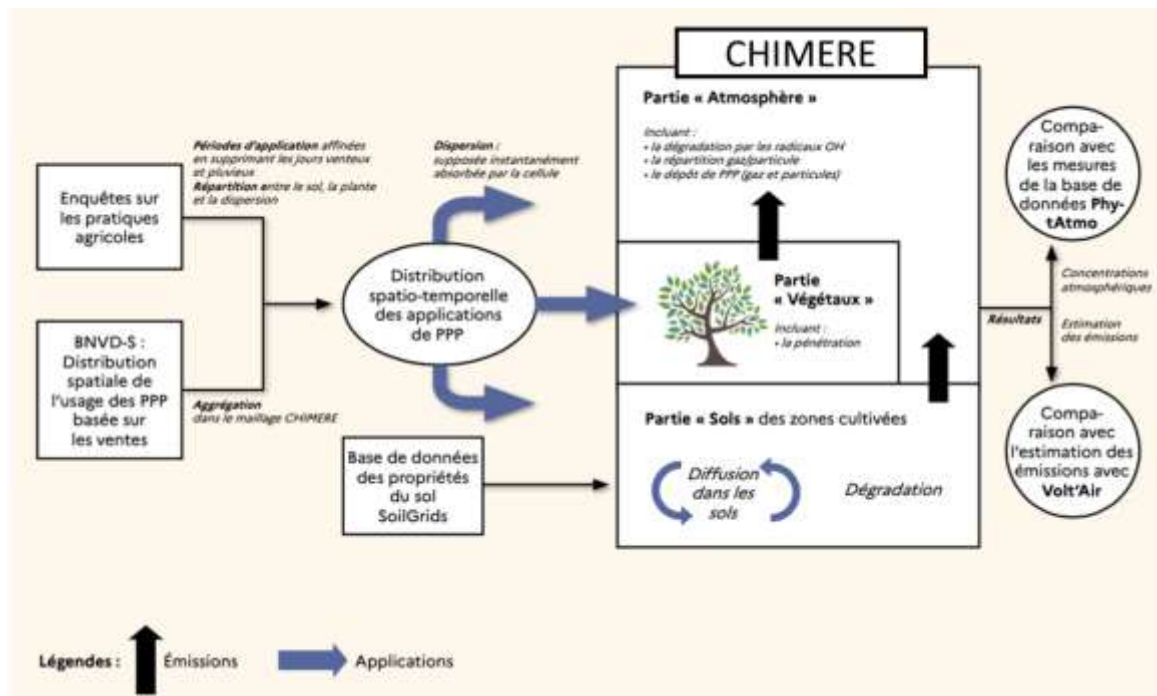 CHIMERE
Partie « Atmosphère »
Incluant :
• la dégradation par les radicaux OH
• la répartition gaz/particule
• le dépôt de PPP (gaz et particules)
Périodes d'application affinées
en supprimant les jours venteux
et pluvieux
Répartition entre le sol, la plante
et la dispersion
Dispersion :
supposée instantanément
absorbée par la cellule
Enquêtes sur
les pratiques
agricoles
BNVD-S :
Distribution
spatiale de
l'usage des PPP
basée sur
les ventes
Aggrégation
dans le maillage CHIMERE
Distribution
spatio-temporelle
des applications
de PPP
Base de données
des propriétés
du sol
SoilGrids
Partie
« Végétaux »
Incluant :
• la pénétration
Partie « Sols » des zones cultivées
Diffusion
dans les
sols
Dégradation
Résultats
Compa-
raison avec
les mesures
de la base de
données Phy-
tAtmo
Concentrations
atmosphériques
Estimation
des émissions
Compa-
raison avec
l'estimation des
émissions avec
Volt'Air
Légendes :
Émissions
Applications